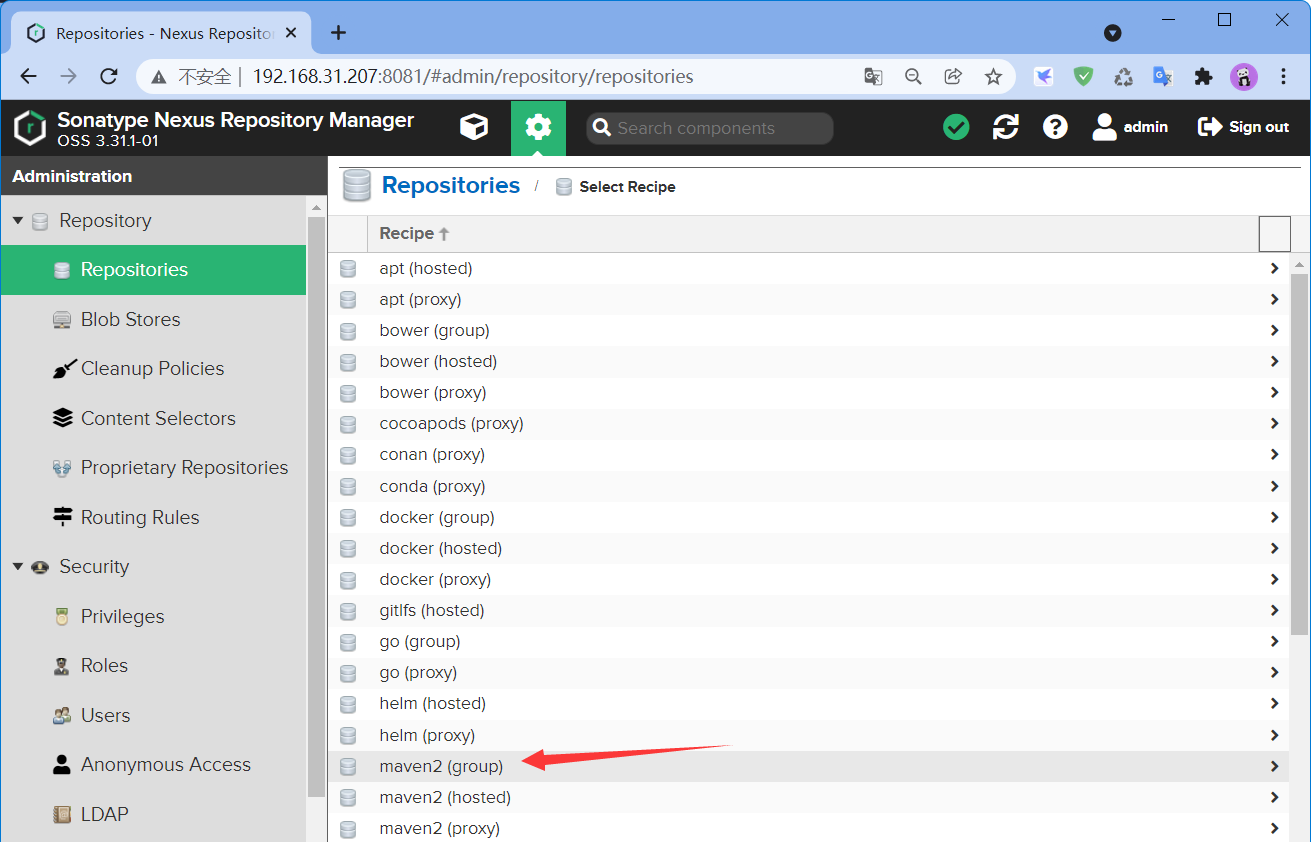 Repositories - Nexus Reposito
不安全 | 192.168.31.207:8081/#admin/repository/repositories
Sonatype Nexus Repository Manager
OSS 3.31.1-01
Search components
admin
Sign out
Administration
Repositories / Select Recipe
Repository
Repositories
Blob Stores
Cleanup Policies
Content Selectors
Proprietary Repositories
Routing Rules
Security
Privileges
Roles
Users
Anonymous Access
LDAP
Recipe
apt (hosted)
apt (proxy)
bower (group)
bower (hosted)
bower (proxy)
cocoapods (proxy)
conan (proxy)
conda (proxy)
docker (group)
docker (hosted)
docker (proxy)
gitlfs (hosted)
go (group)
go (proxy)
helm (hosted)
helm (proxy)
maven2 (group)
maven2 (hosted)
maven2 (proxy)